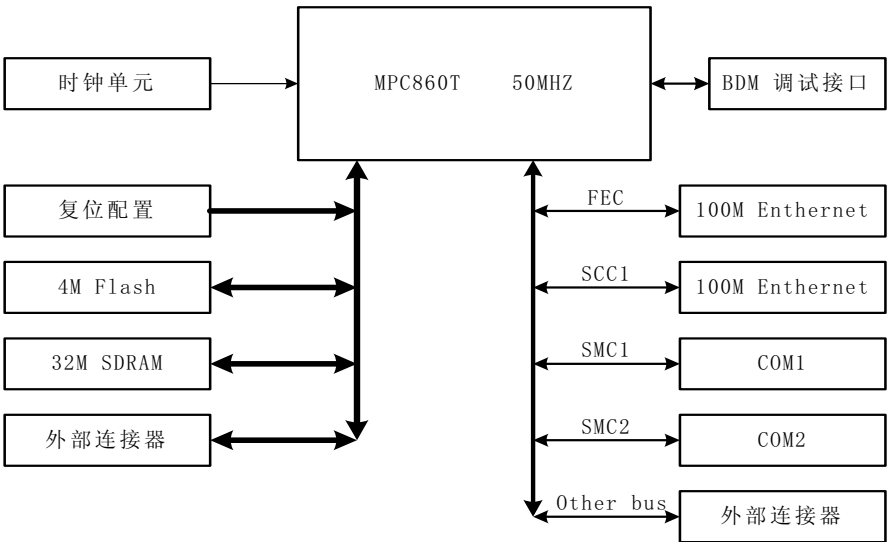 时钟单元
MPC860T 50MHZ
BDM 调试接口
复位配置
FEC
100M Enthernet
4M Flash
SCC1
100M Enthernet
32M SDRAM
SMC1
COM1
外部连接器
SMC2
COM2
Other bus
外部连接器